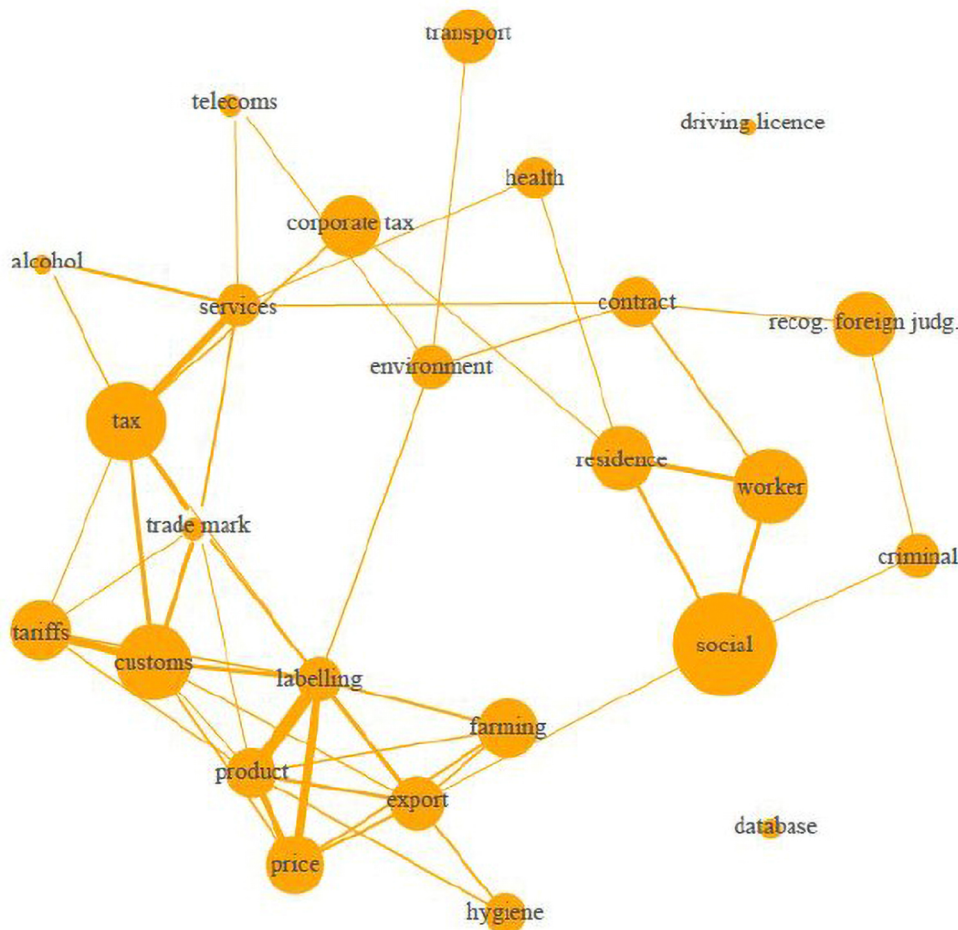 transport
telecoms
driving licence
health
corporate tax
alcohol
services
contract
recog. foreign judg.
environment
tax
residence
worker
trade mark
criminal
tariffs
customs
social
labelling
farming
product
export
database
price
hygiene